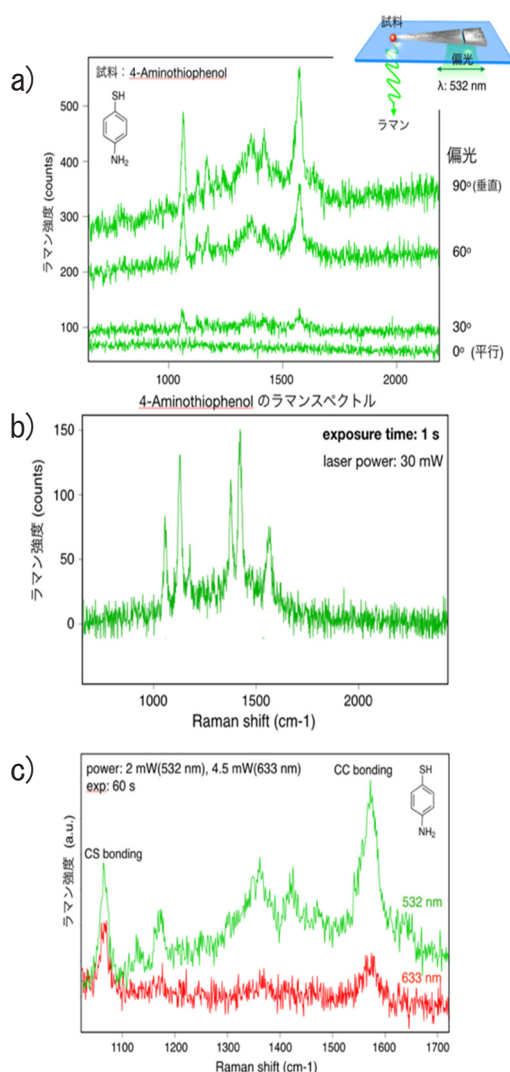 a)
試料：4-Aminothiophenol
SH
NH₂
試料
偏光
λ: 532 nm
ラマン
偏光
90º (垂直)
60º
30º
0º (平行)
ラマン強度 (counts)
500
400
300
200
100
1000
1500
2000
4-Aminothiophenol のラマンスペクトル
b)
exposure time: 1 s
laser power: 30 mW
ラマン強度 (counts)
150
100
50
0
1000
1500
2000
Raman shift (cm-1)
c)
power: 2 mW(532 nm), 4.5 mW(633 nm)
exp: 60 s
CC bonding
SH
NH₂
CS bonding
532 nm
633 nm
ラマン強度 (a.u.)
1100
1200
1300
1400
1500
1600
1700
Raman shift (cm-1)